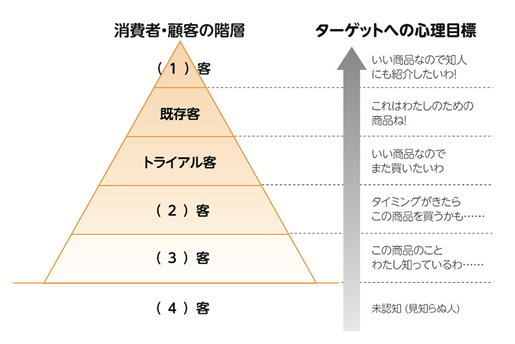 消費者・顧客の階層
ターゲットへの心理目標
( 1 ) 客
いい商品なので知人
にも紹介したいわ!
既存客
これはわたしのための
商品ね!
トライアル客
いい商品なので
また買いたいわ
( 2 ) 客
タイミングがきたら
この商品を買うかも……
( 3 ) 客
この商品のこと
わたし知っているわ……
( 4 ) 客
未認知 (見知らぬ人)